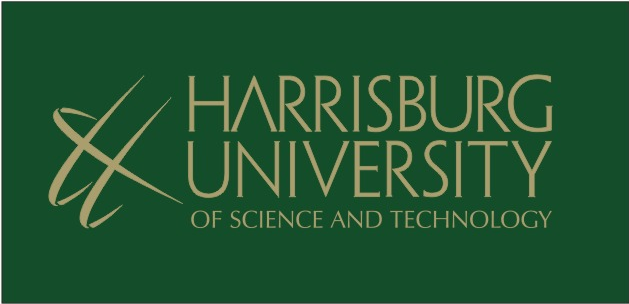 HARRISBURG
UNIVERSITY
OF SCIENCE AND TECHNOLOGY